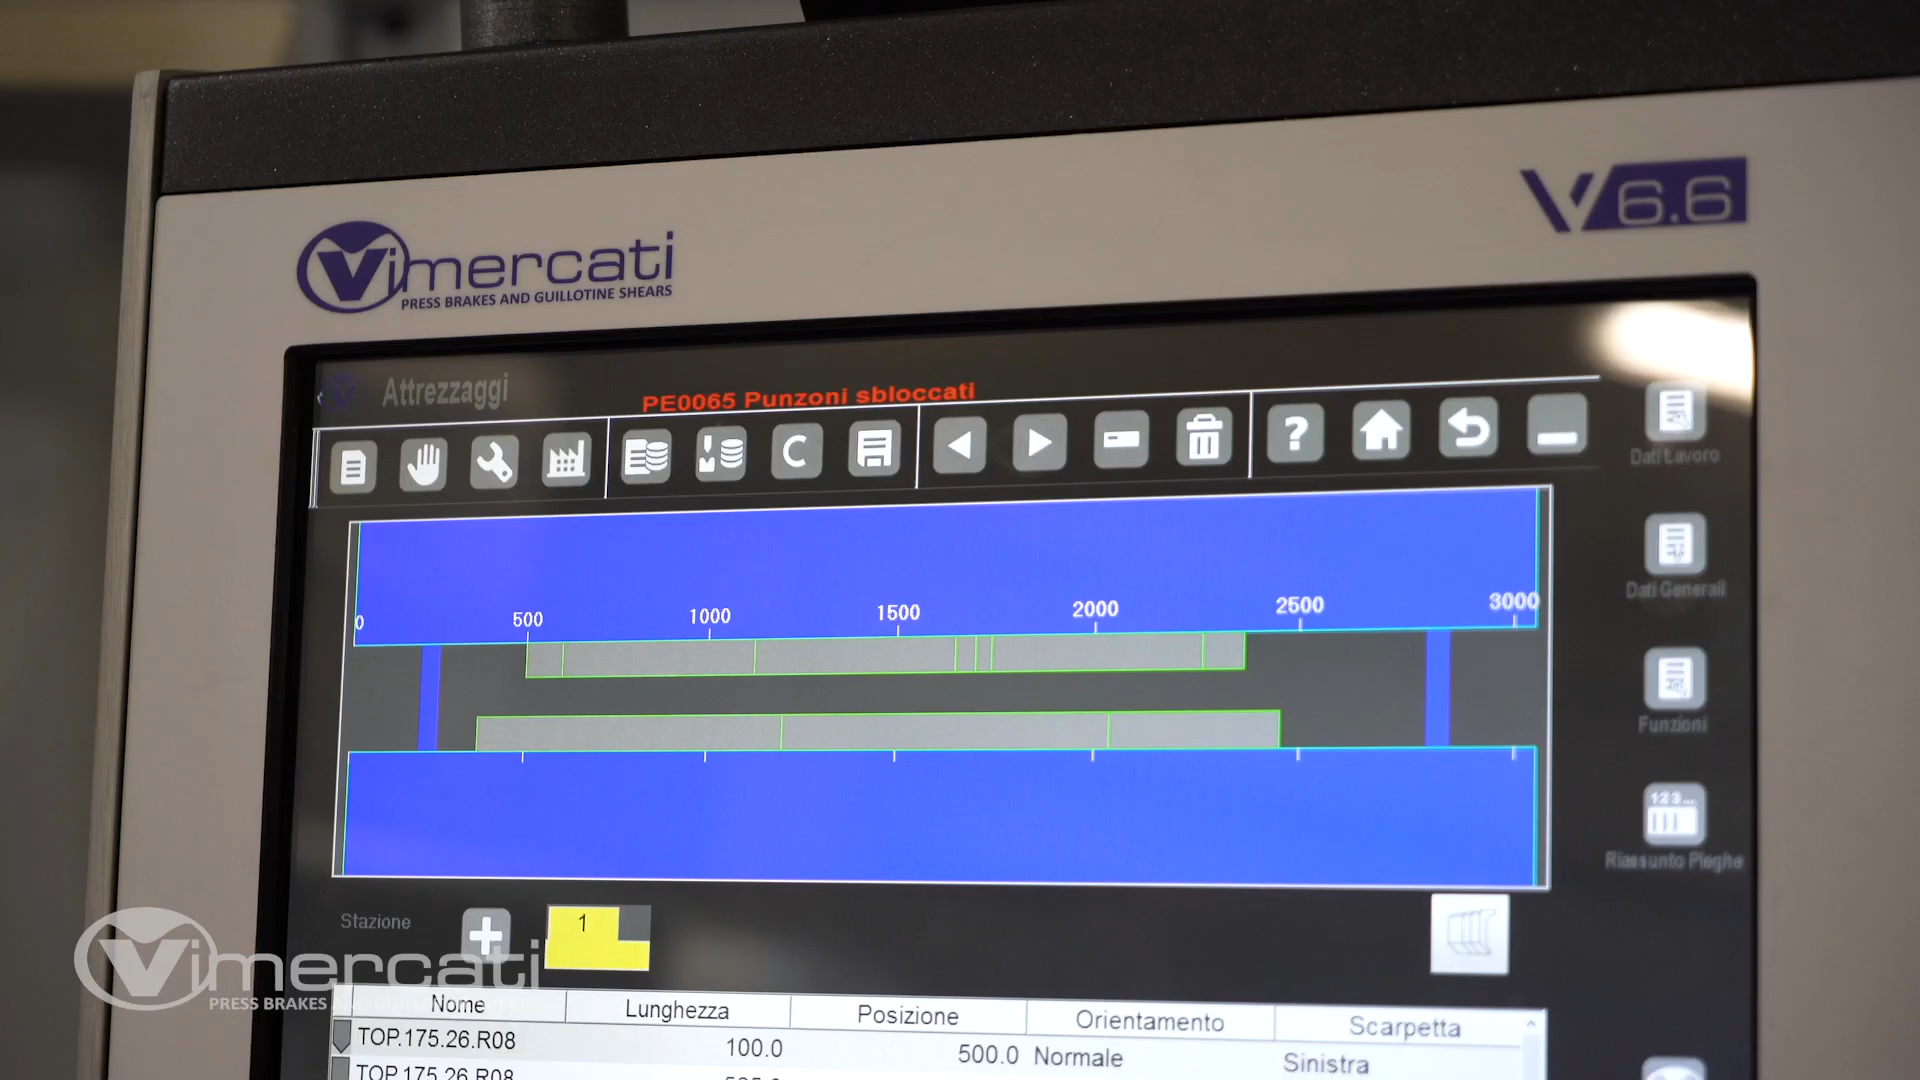 V6.6
Vimercati
PRESS BRAKES AND GUILLOTINE SHEARS
Attrezzaggi
PE0065 Punzoni sbloccati
C
?
Dati Lavoro
Dati Generali
Funzioni
123...
Riassunto Pieghe
0 500 1000 1500 2000 2500 3000
Stazione
1
Vimercati
PRESS BRAKES
Nome Lunghezza Posizione Orientamento Scarpetta
TOP.175.26.R08 100.0 500.0 Normale Sinistra
TOP.175.26.R08